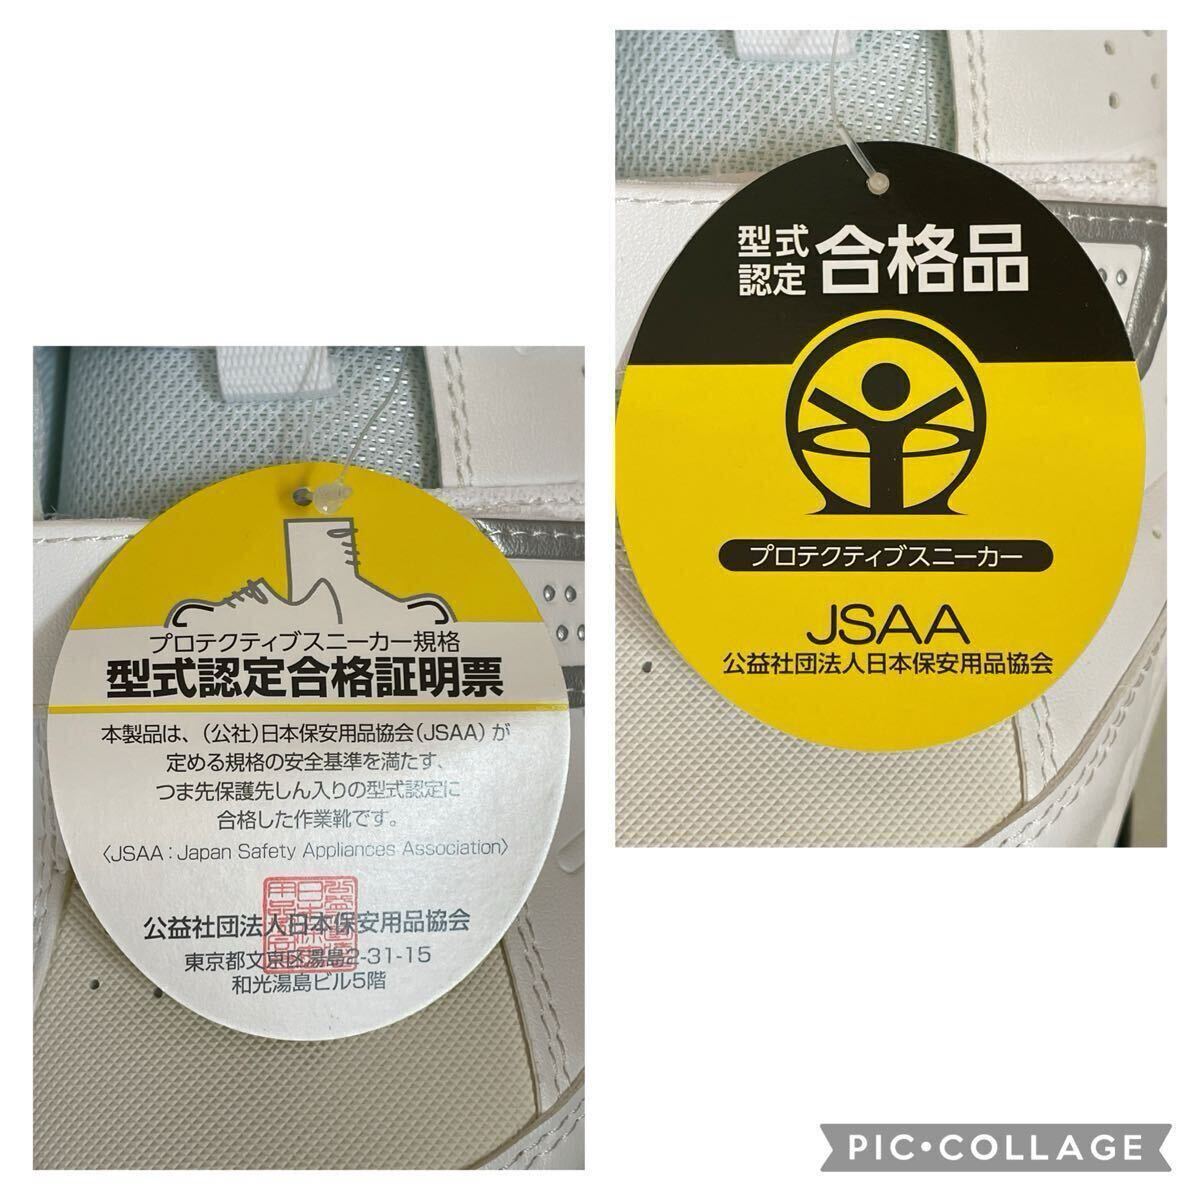 型式
認定 合格品
プロテクティブスニーカー
JSAA
公益社団法人日本保安用品協会
プロテクティブスニーカー規格
型式認定合格証明票
本製品は、(公社)日本保安用品協会(JSAA)が
定める規格の安全基準を満たす、
つま先保護先しん入りの型式認定に
合格した作業靴です。
〈JSAA:Japan Safety Appliances Association〉
公益社団法人日本保安用品協会
東京都文京区湯島2-31-15
和光湯島ビル5階
PIC•COLLAGE